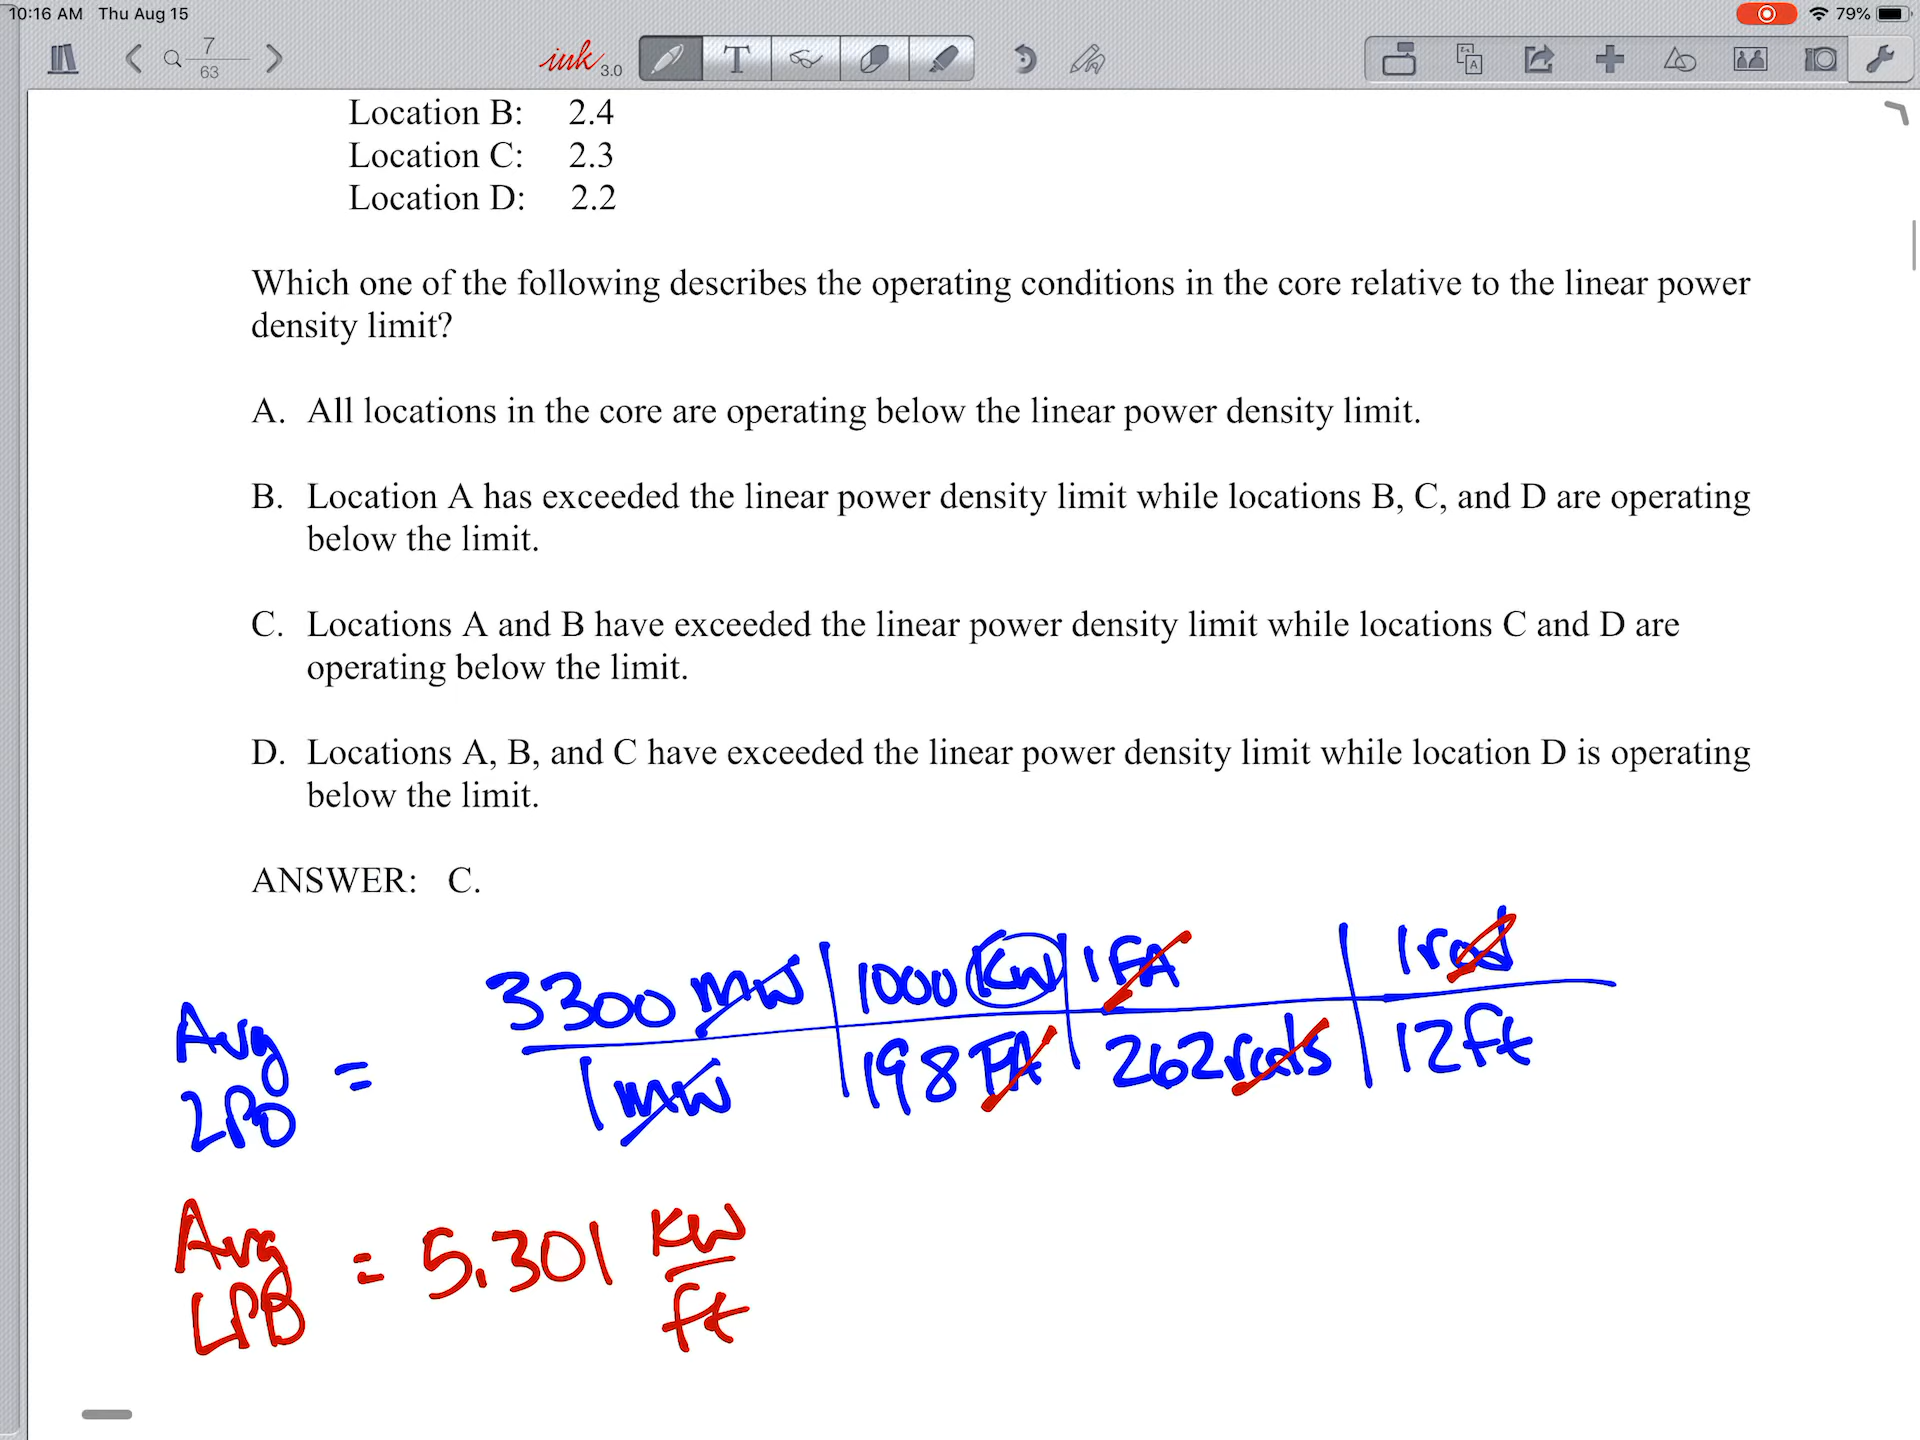 10:16 AM Thu Aug 15
79%
7
63
ink 3.0
T
Location B: 2.4
Location C: 2.3
Location D: 2.2
Which one of the following describes the operating conditions in the core relative to the linear power
density limit?
A. All locations in the core are operating below the linear power density limit.
B. Location A has exceeded the linear power density limit while locations B, C, and D are operating
below the limit.
C. Locations A and B have exceeded the linear power density limit while locations C and D are
operating below the limit.
D. Locations A, B, and C have exceeded the linear power density limit while location D is operating
below the limit.
ANSWER: C.
3300 MW | 1000 KW | 1 FA | 1 rod
Avg LPD =
1 MW | 198 FA | 262 rods | 12 ft
Avg LPD = 5.301 KW
ft